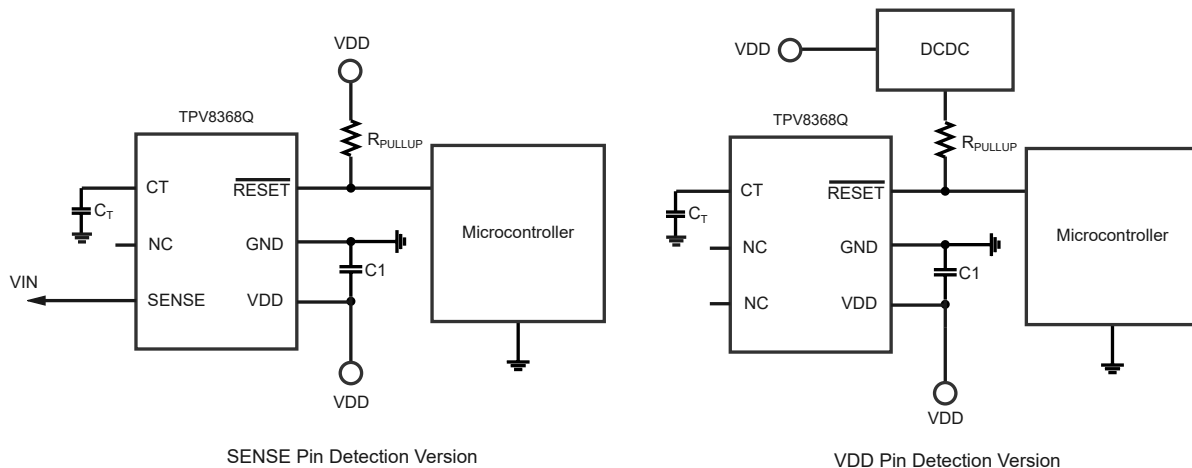 VDD
TPV8368Q
R_PULLUP
CT
RESET
C_T
NC
GND
Microcontroller
C1
VIN
SENSE
VDD
VDD
SENSE Pin Detection Version
VDD
DCDC
TPV8368Q
R_PULLUP
CT
RESET
C_T
NC
GND
Microcontroller
C1
NC
VDD
VDD
VDD Pin Detection Version